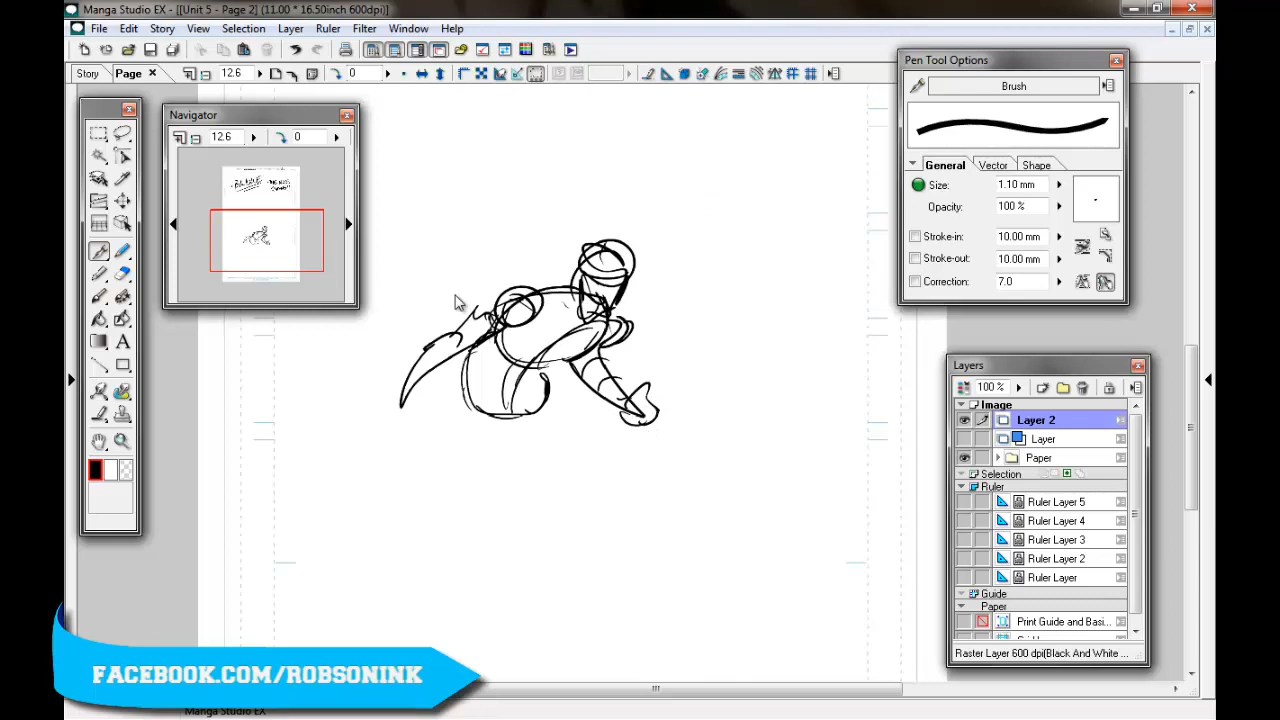 Manga Studio EX - [[Unit 5 - Page 2] (11.00 * 16.50inch 600dpi)]
File Edit Story View Selection Layer Ruler Filter Window Help
Story Page 12.6 0
Navigator
12.6 0
Pen Tool Options
Brush
General Vector Shape
Size: 1.10 mm
Opacity: 100 %
Stroke-in: 10.00 mm
Stroke-out: 10.00 mm
Correction: 7.0
Layers
100 %
Image
Layer 2
Layer
Paper
Selection
Ruler
Ruler Layer 5
Ruler Layer 4
Ruler Layer 3
Ruler Layer 2
Ruler Layer
Guide
Paper
Print Guide and Basi...
Raster Layer 600 dpi(Black And White ...
FACEBOOK.COM/ROBSONINK
Manga Studio EX